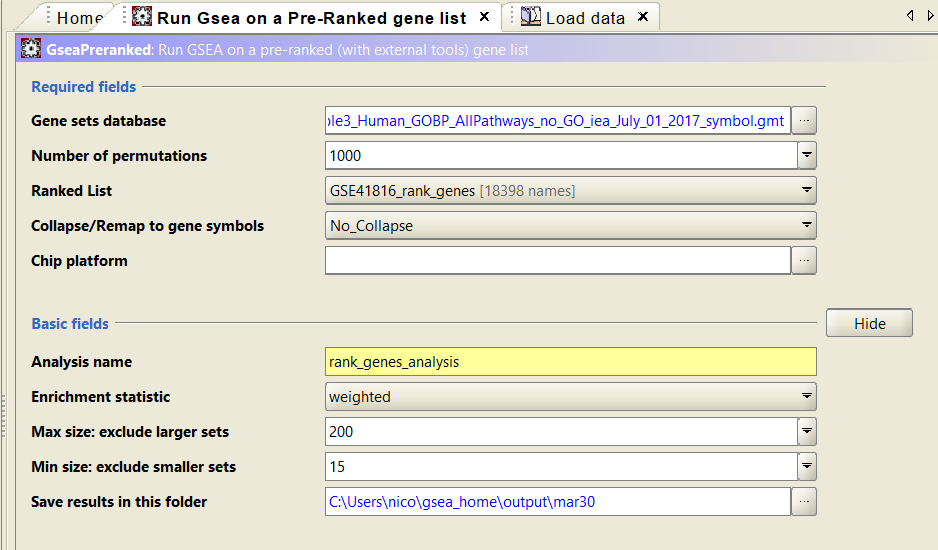 Home Run Gsea on a Pre-Ranked gene list Load data
GseaPreranked: Run GSEA on a pre-ranked (with external tools) gene list
Required fields
Gene sets database ble3_Human_GOBP_AllPathways_no_GO_iea_July_01_2017_symbol.gmt ...
Number of permutations 1000
Ranked List GSE41816_rank_genes [18398 names]
Collapse/Remap to gene symbols No_Collapse
Chip platform ...
Basic fields Hide
Analysis name rank_genes_analysis
Enrichment statistic weighted
Max size: exclude larger sets 200
Min size: exclude smaller sets 15
Save results in this folder C:\Users\nico\gsea_home\output\mar30 ...